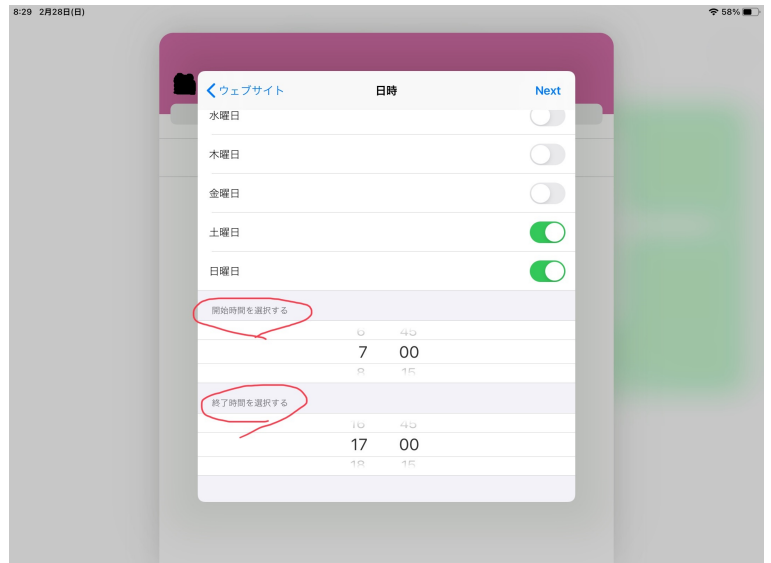 8:29 2月28日(日)
58%
ウェブサイト 日時 Next
水曜日
木曜日
金曜日
土曜日
日曜日
開始時間を選択する
6 45
7 00
8 15
終了時間を選択する
16 45
17 00
18 15